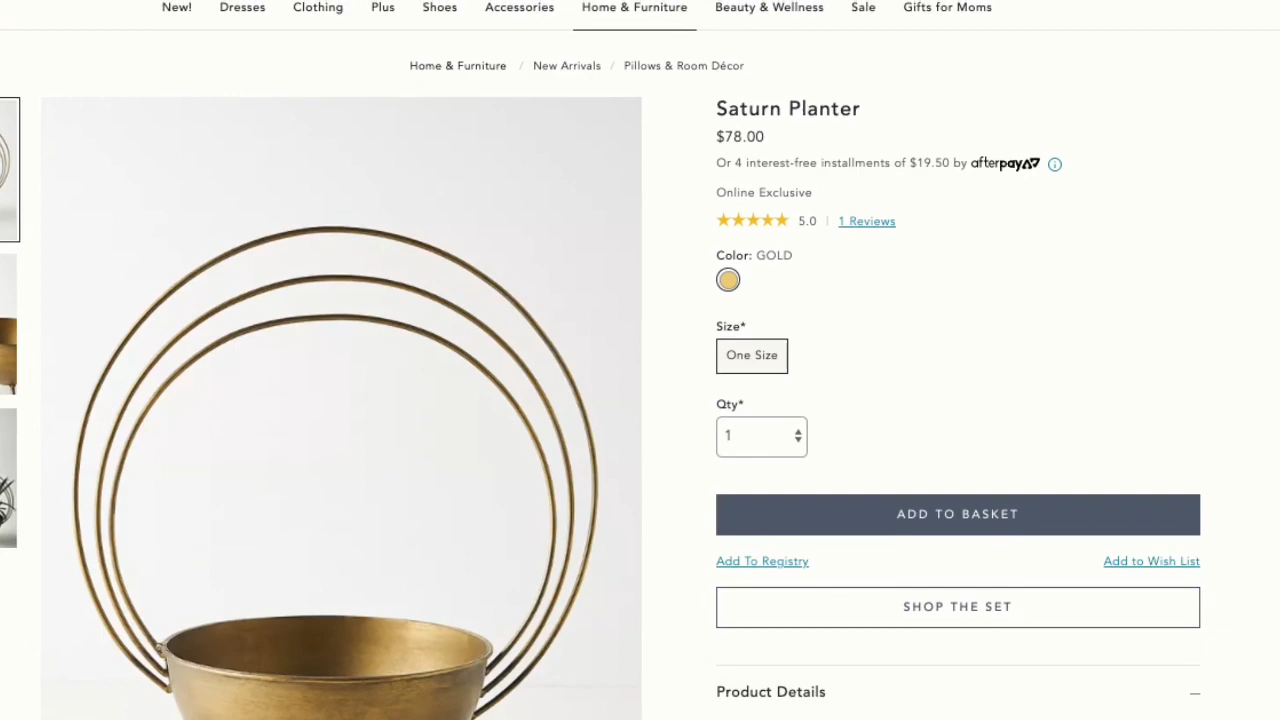 New! Dresses Clothing Plus Shoes Accessories Home & Furniture Beauty & Wellness Sale Gifts for Moms
Home & Furniture / New Arrivals / Pillows & Room Décor
Saturn Planter
$78.00
Or 4 interest-free installments of $19.50 by afterpay
Online Exclusive
5.0 | 1 Reviews
Color: GOLD
Size*
One Size
Qty*
1
ADD TO BASKET
Add To Registry Add to Wish List
SHOP THE SET
Product Details